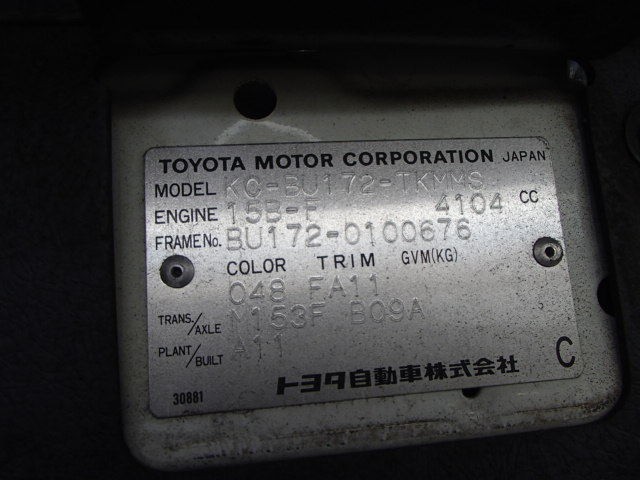 TOYOTA MOTOR CORPORATION JAPAN
MODEL KC-BU172-TKMMS
ENGINE 15B-F 4104 CC
FRAME No. BU172-0100676
COLOR TRIM GVM(KG)
048 FA11
TRANS./AXLE M153F B09A
PLANT/BUILT A11
トヨタ自動車株式会社 C
30881